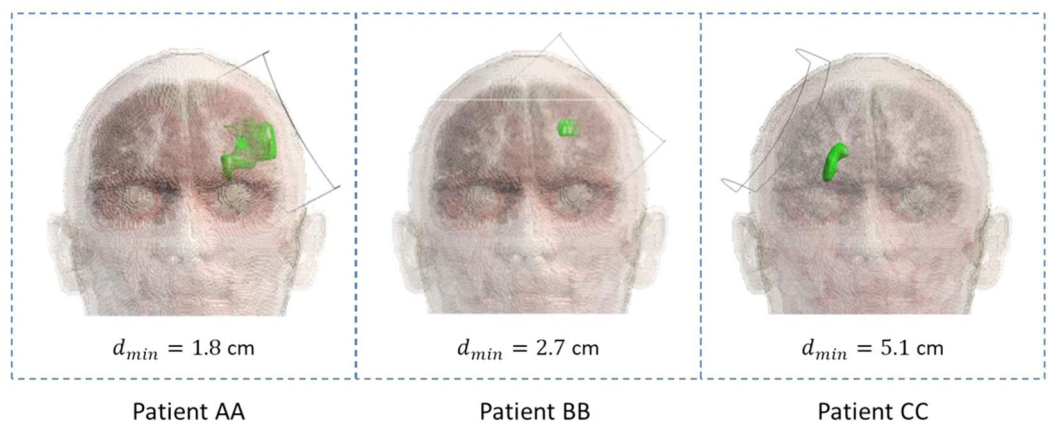 d_min = 1.8 cm
d_min = 2.7 cm
d_min = 5.1 cm
Patient AA
Patient BB
Patient CC